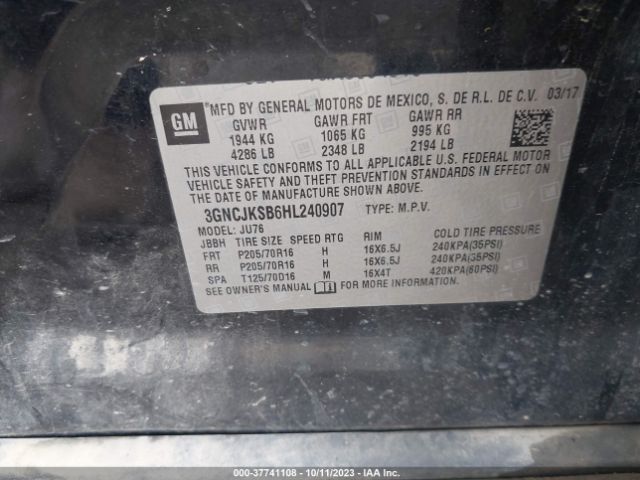 GM
®MFD BY GENERAL MOTORS DE MEXICO, S. DE R.L. DE C.V. 03/17
GVWR GAWR FRT GAWR RR
1944 KG 1065 KG 995 KG
4286 LB 2348 LB 2194 LB
THIS VEHICLE CONFORMS TO ALL APPLICABLE U.S. FEDERAL MOTOR
VEHICLE SAFETY AND THEFT PREVENTION STANDARDS IN EFFECT ON
THE DATE OF MANUFACTURE SHOWN ABOVE.
3GNCJKSB6HL240907 TYPE: M.P.V.
MODEL: JU76
JBBH TIRE SIZE SPEED RTG RIM COLD TIRE PRESSURE
FRT P205/70R16 H 16X6.5J 240KPA(35PSI)
RR P205/70R16 H 16X6.5J 240KPA(35PSI)
SPA T125/70D16 M 16X4T 420KPA(60PSI)
SEE OWNER'S MANUAL FOR MORE INFORMATION.
000-37741108 - 10/11/2023 - IAA Inc.